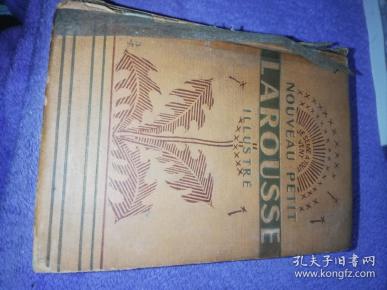 NOUVEAU PETIT
LAROUSSE
ILLUSTRÉ
孔夫子旧书网
www.kongfz.com